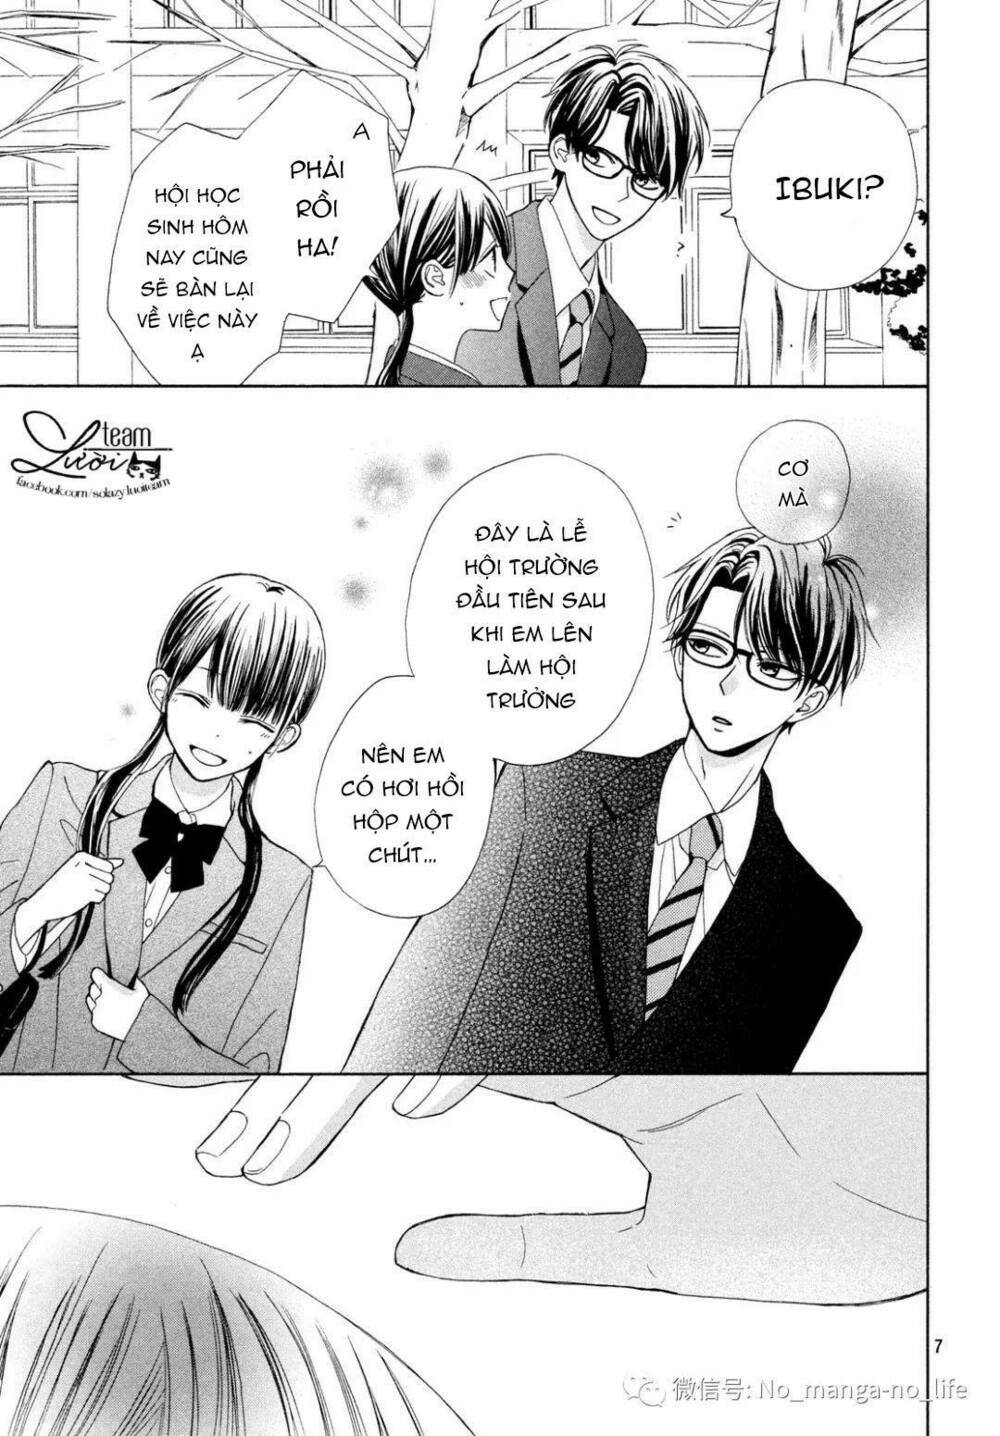 IBUKI?
A
PHẢI
RỒI
HA!
HỘI HỌC
SINH HÔM
NAY CŨNG
SẼ BÀN LẠI
VỀ VIỆC NÀY
Ạ
?
team
Lười
facebook.com/solazy.luoiteam
CƠ
MÀ
ĐÂY LÀ LỄ
HỘI TRƯỜNG
ĐẦU TIÊN SAU
KHI EM LÊN
LÀM HỘI
TRƯỞNG
NÊN EM
CÓ HƠI HỒI
HỘP MỘT
CHÚT...
7
微信号: No_manga-no_life